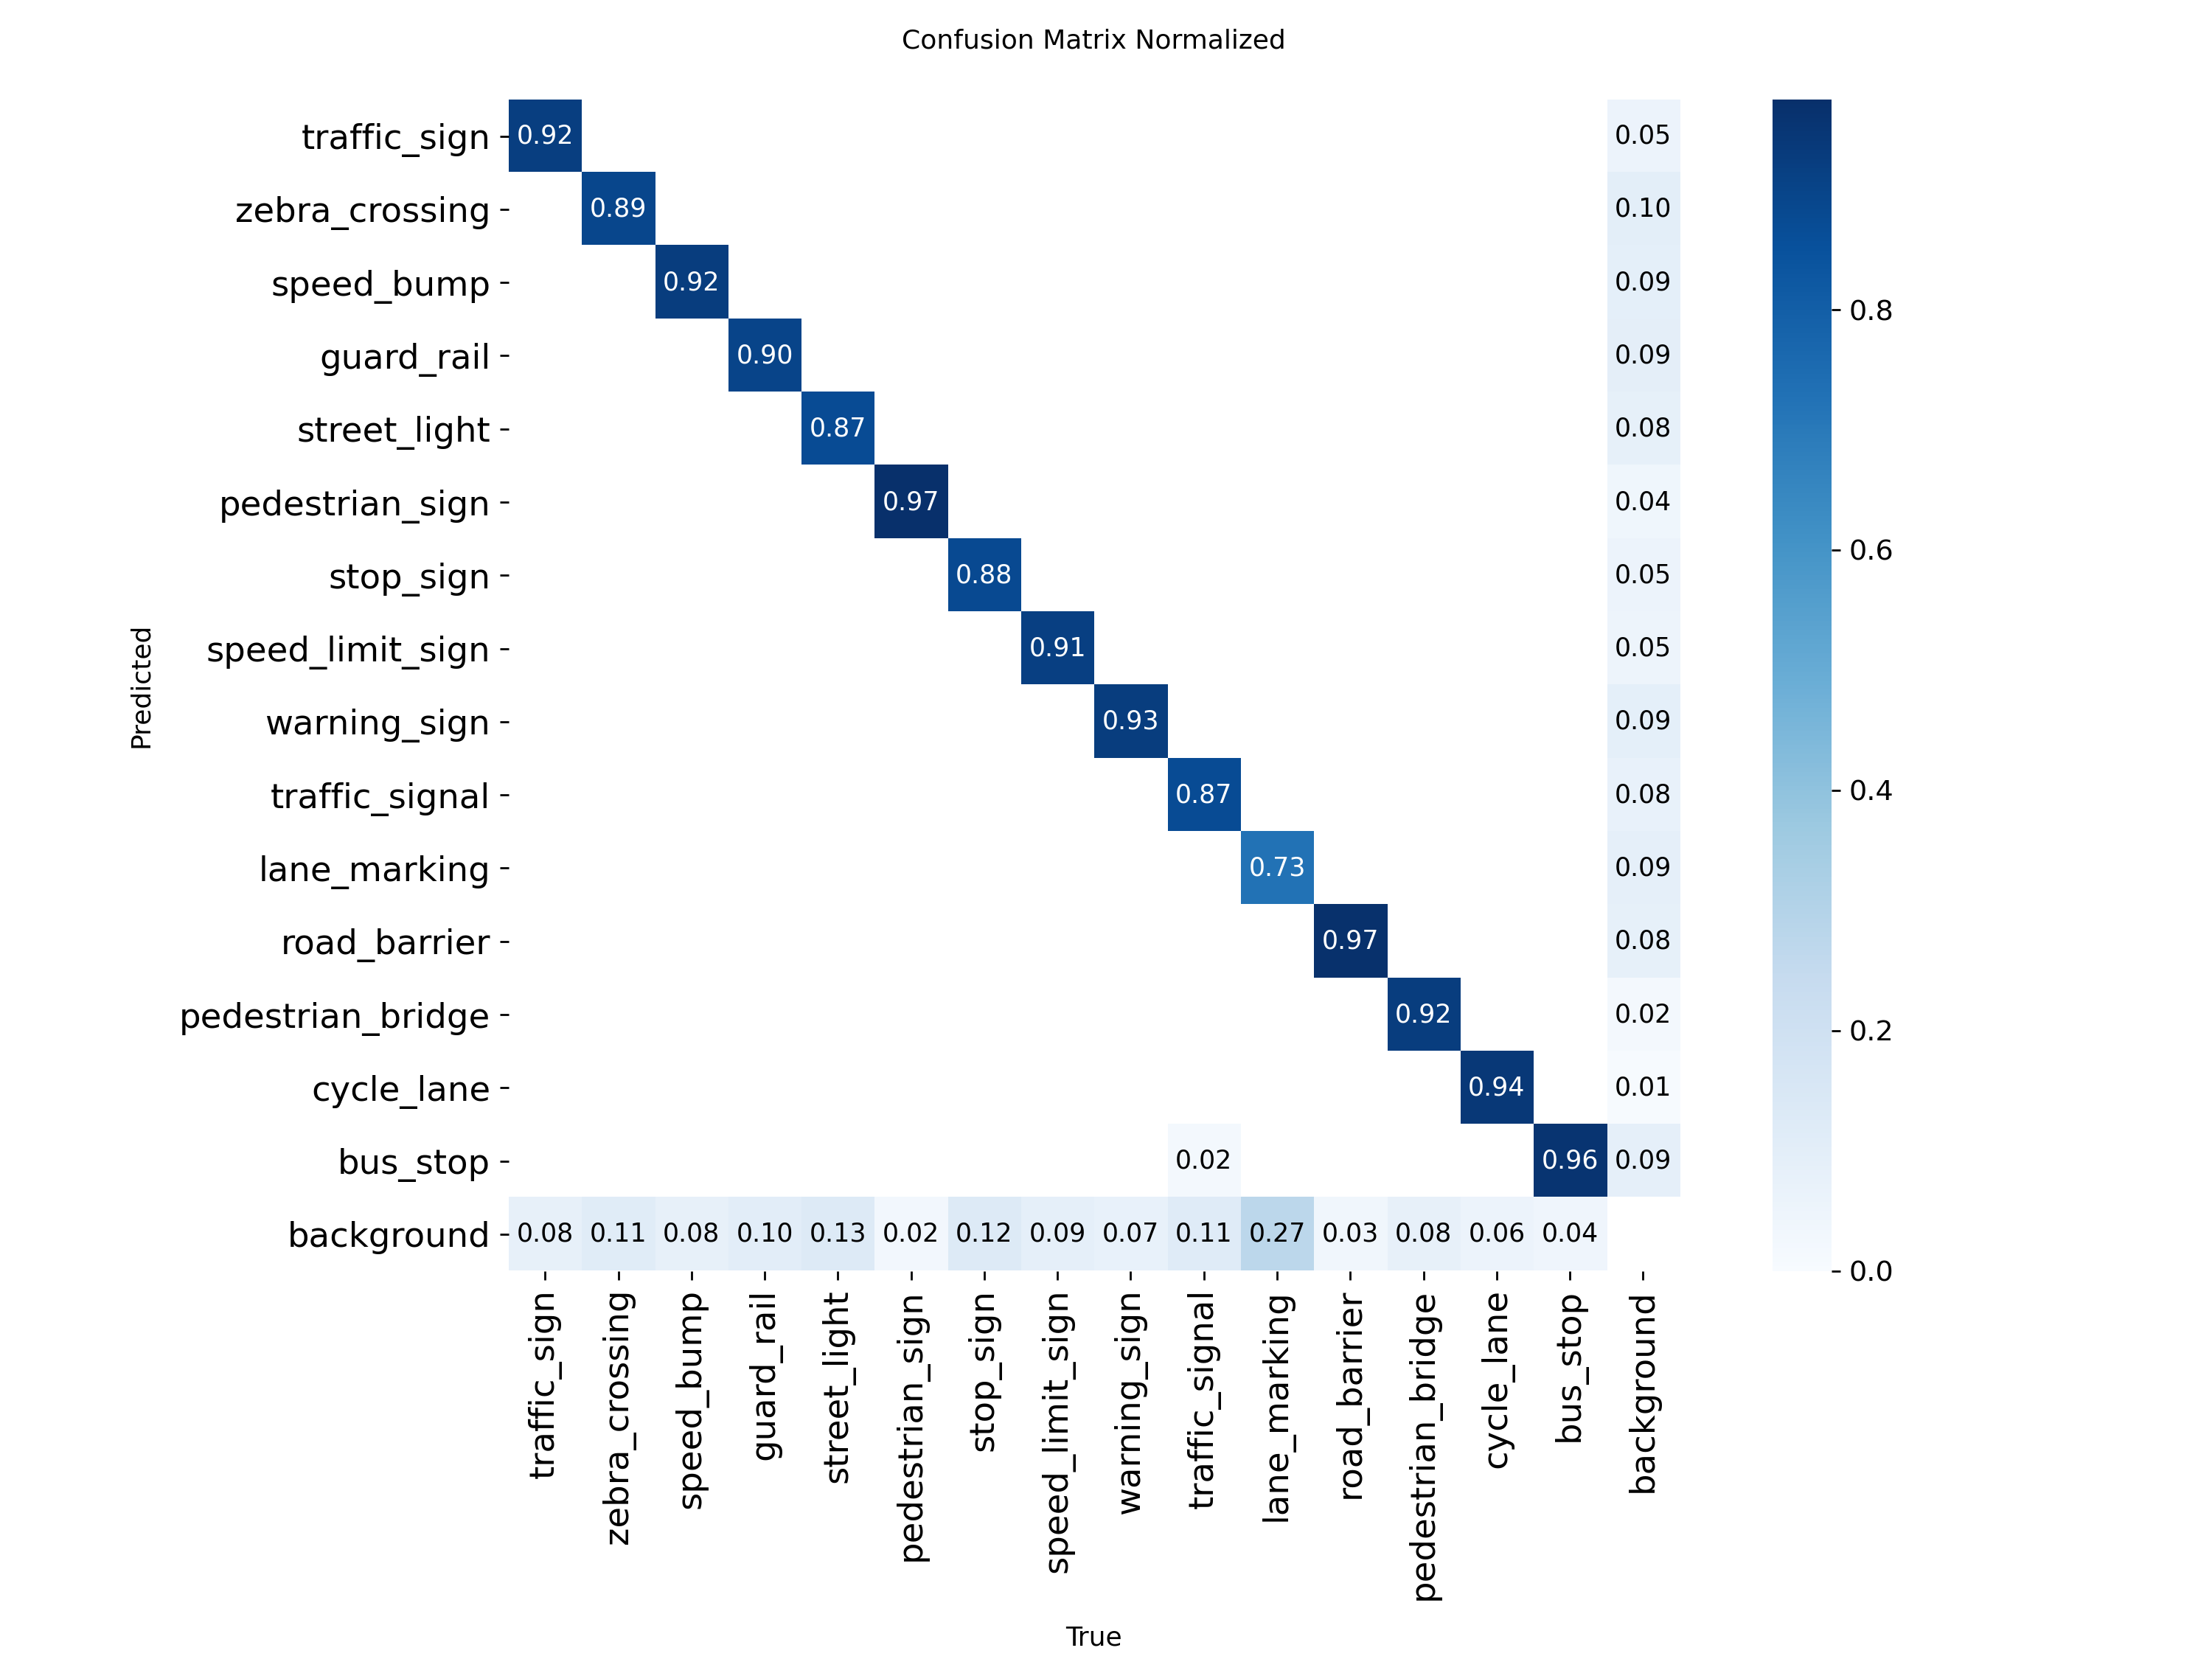 Confusion Matrix Normalized
traffic_sign 0.92 0.05
zebra_crossing 0.89 0.10
speed_bump 0.92 0.09
guard_rail 0.90 0.09
street_light 0.87 0.08
pedestrian_sign 0.97 0.04
stop_sign 0.88 0.05
speed_limit_sign 0.91 0.05
warning_sign 0.93 0.09
traffic_signal 0.87 0.08
lane_marking 0.73 0.09
road_barrier 0.97 0.08
pedestrian_bridge 0.92 0.02
cycle_lane 0.94 0.01
bus_stop 0.02 0.96 0.09
background 0.08 0.11 0.08 0.10 0.13 0.02 0.12 0.09 0.07 0.11 0.27 0.03 0.08 0.06 0.04
Predicted
traffic_sign
zebra_crossing
speed_bump
guard_rail
street_light
pedestrian_sign
stop_sign
speed_limit_sign
warning_sign
traffic_signal
lane_marking
road_barrier
pedestrian_bridge
cycle_lane
bus_stop
background
True
0.8
0.6
0.4
0.2
0.0